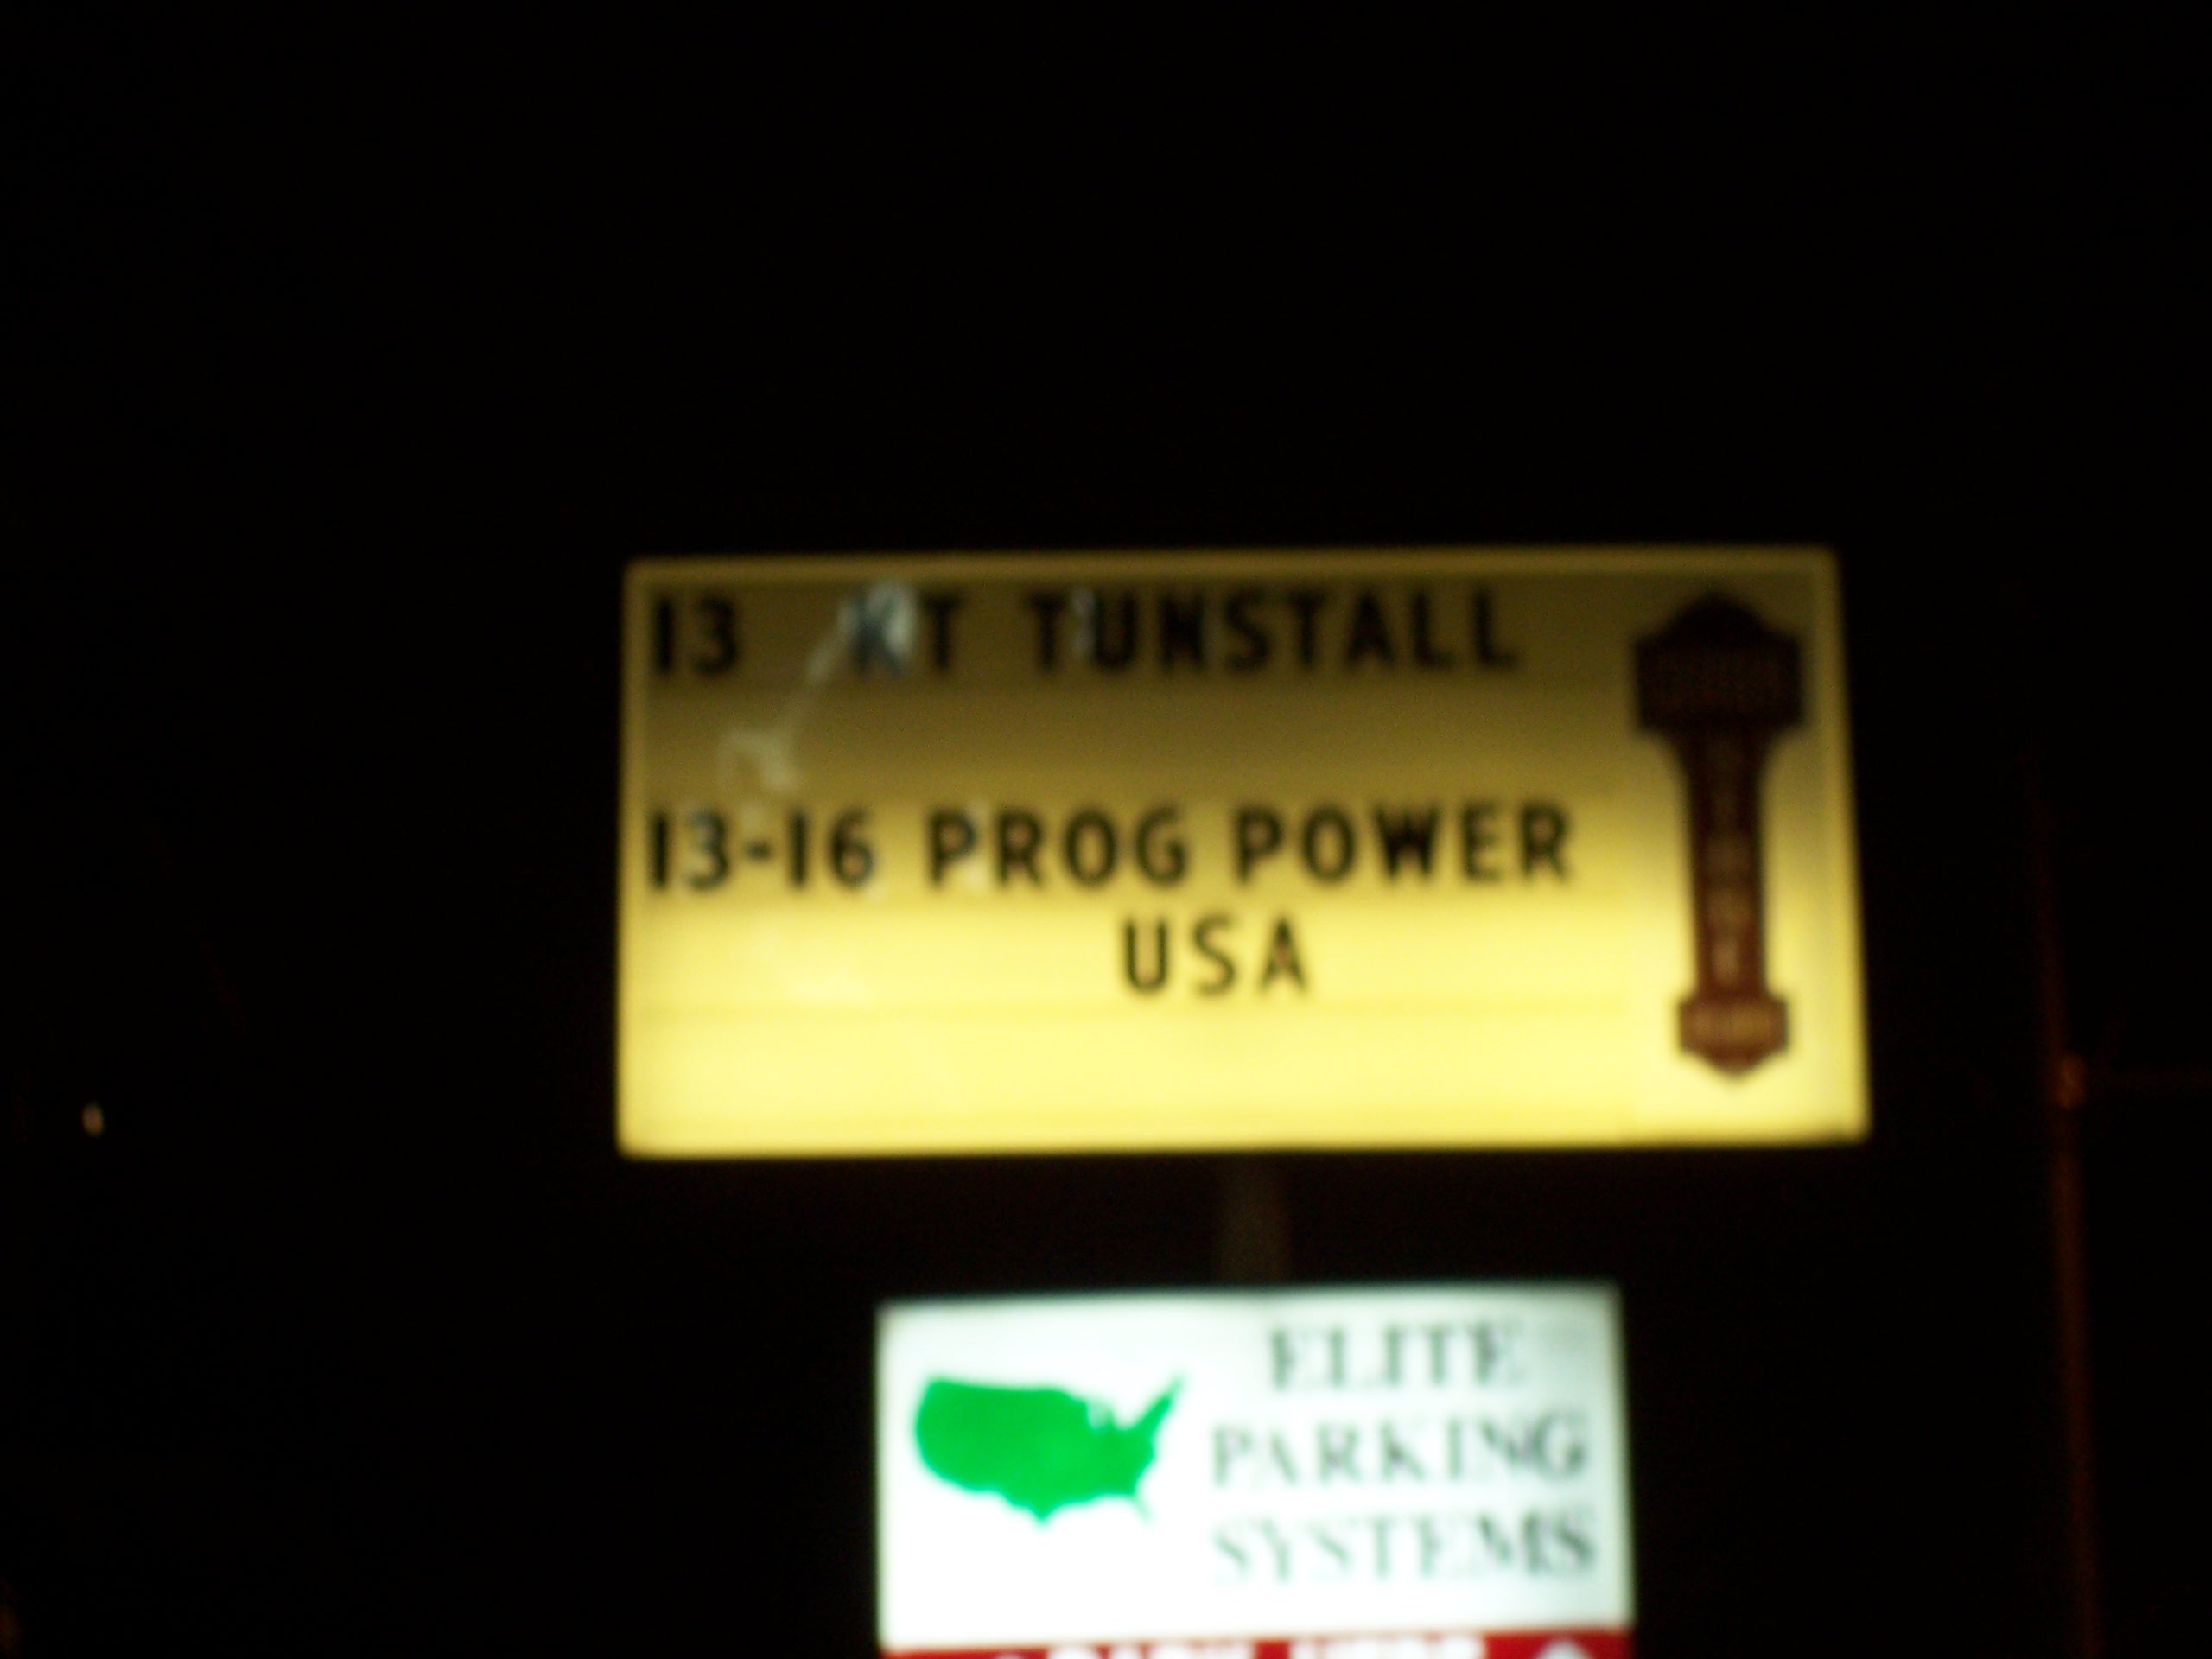 13 KT TUNSTALL
13-16 PROG POWER
USA
ELITE
PARKING
SYSTEMS